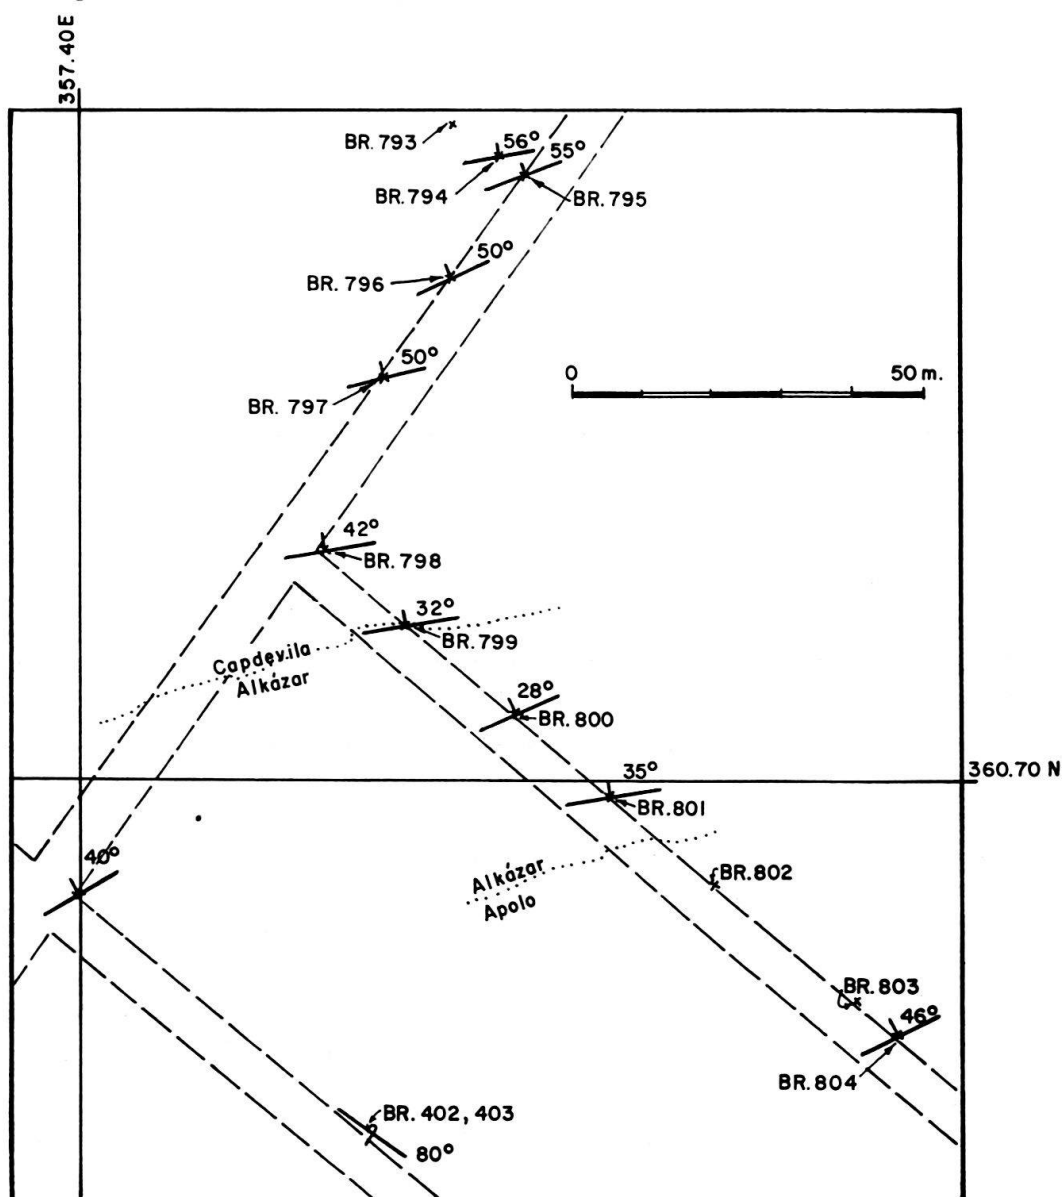 357.40E
BR. 793
56°
55°
BR. 794
BR. 795
50°
BR. 796
50°
0 50 m.
BR. 797
42°
BR. 798
32°
BR. 799
Capdevila
Alkázar
28°
BR. 800
35°
360.70 N
BR. 801
40°
Alkázar
BR. 802
Apolo
BR. 803
46°
BR. 804
BR. 402, 403
80°